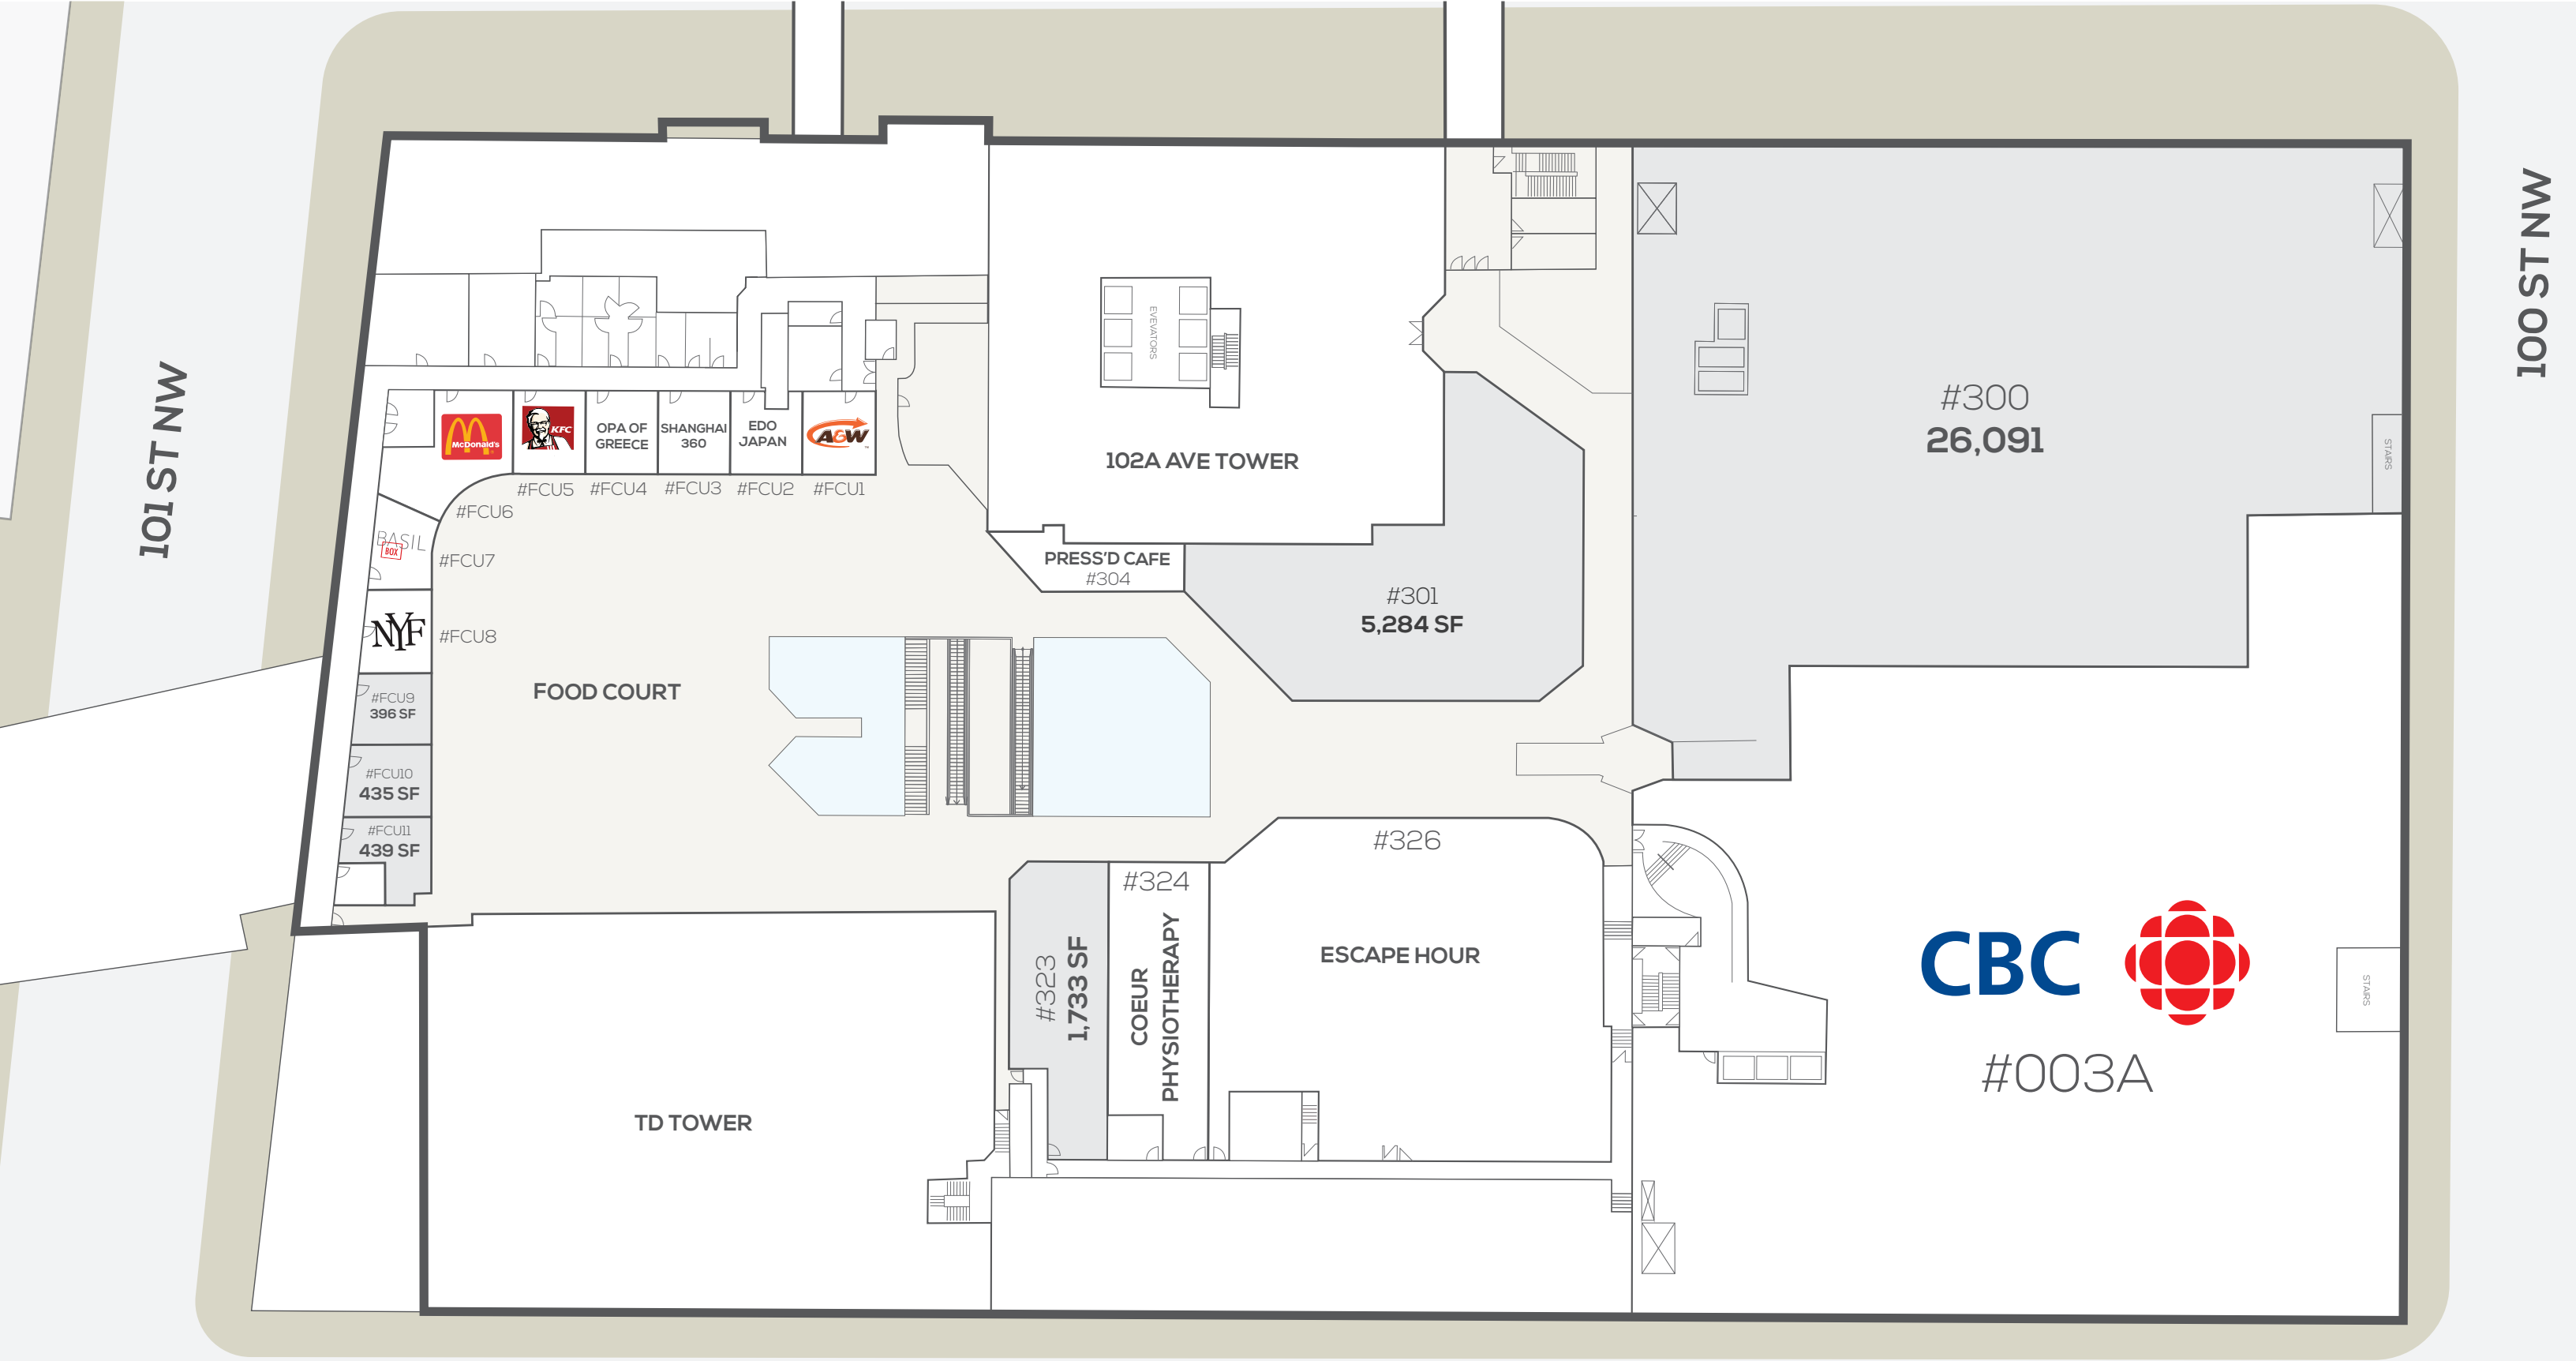 101 ST NW
100 ST NW
EVEVATORS
102A AVE TOWER
#300
26,091
STAIRS
McDonald's
KFC
OPA OF
GREECE
SHANGHAI
360
EDO
JAPAN
A&W
#FCU6
#FCU5
#FCU4
#FCU3
#FCU2
#FCU1
BASIL
BOX
#FCU7
NYF
#FCU8
#FCU9
396 SF
#FCU10
435 SF
#FCU11
439 SF
FOOD COURT
PRESS'D CAFE
#304
#301
5,284 SF
#326
ESCAPE HOUR
#324
COEUR
PHYSIOTHERAPY
#323
1,733 SF
TD TOWER
CBC
#003A
STAIRS